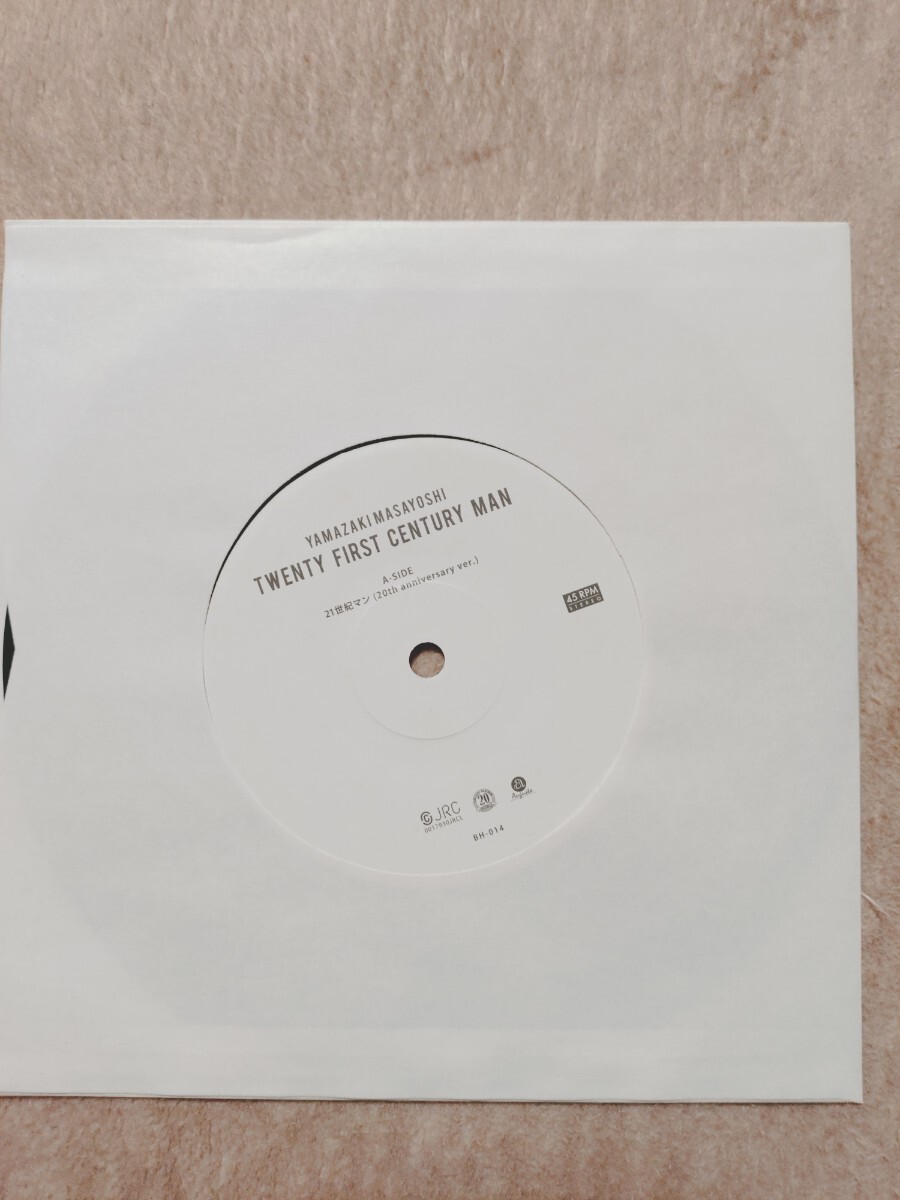 YAMAZAKI MASAYOSHI
TWENTY FIRST CENTURY MAN
A-SIDE
21世紀マン (20th anniversary ver.)
45 RPM
STEREO
JRC
20
BH-014